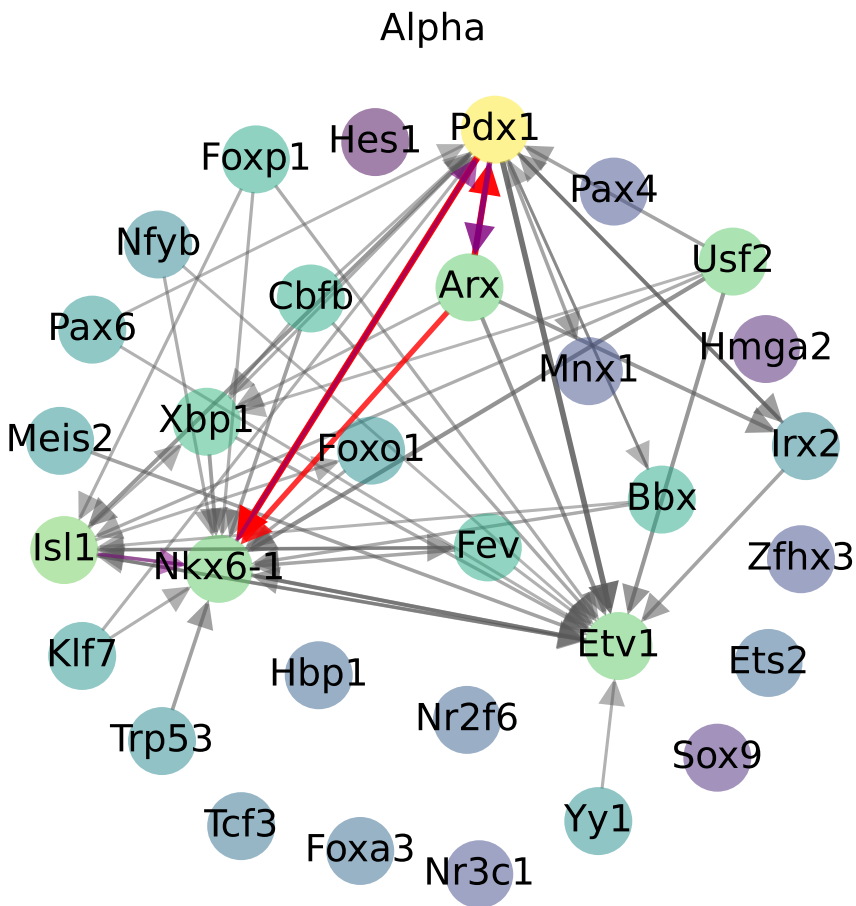 Alpha
Pdx1
Hes1
Foxp1
Pax4
Nfyb
Usf2
Cbfb
Arx
Pax6
Hmga2
Mnx1
Xbp1
Meis2
Foxo1
Irx2
Bbx
Isl1
Fev
Zfhx3
Nkx6-1
Etv1
Klf7
Ets2
Hbp1
Nr2f6
Trp53
Sox9
Tcf3
Yy1
Foxa3
Nr3c1